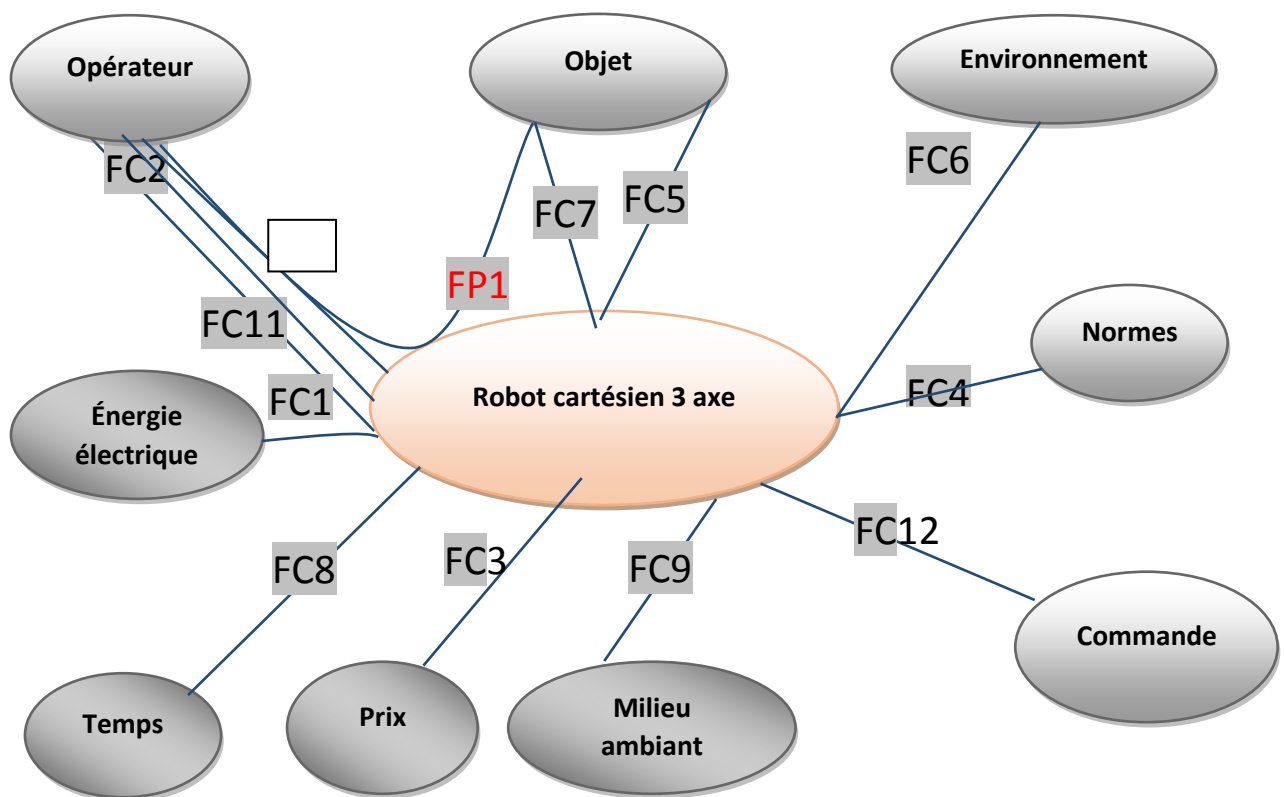 Opérateur
Objet
Environnement
FC2
FC6
FC7
FC5
FP1
FC11
Normes
FC1
Robot cartésien 3 axe
FC4
Énergie
électrique
FC12
FC8
FC3
FC9
Commande
Temps
Prix
Milieu
ambiant